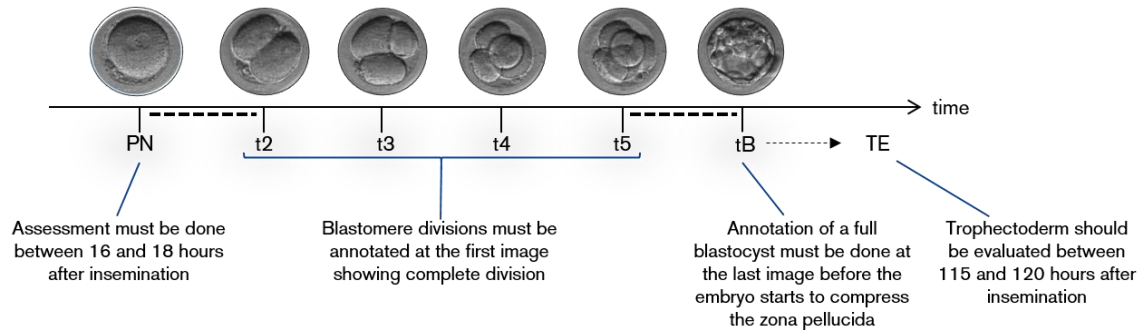 time
PN
t2
t3
t4
t5
tB
TE
Assessment must be done
between 16 and 18 hours
after insemination
Blastomere divisions must be
annotated at the first image
showing complete division
Annotation of a full
blastocyst must be done at
the last image before the
embryo starts to compress
the zona pellucida
Trophectoderm should
be evaluated between
115 and 120 hours after
insemination